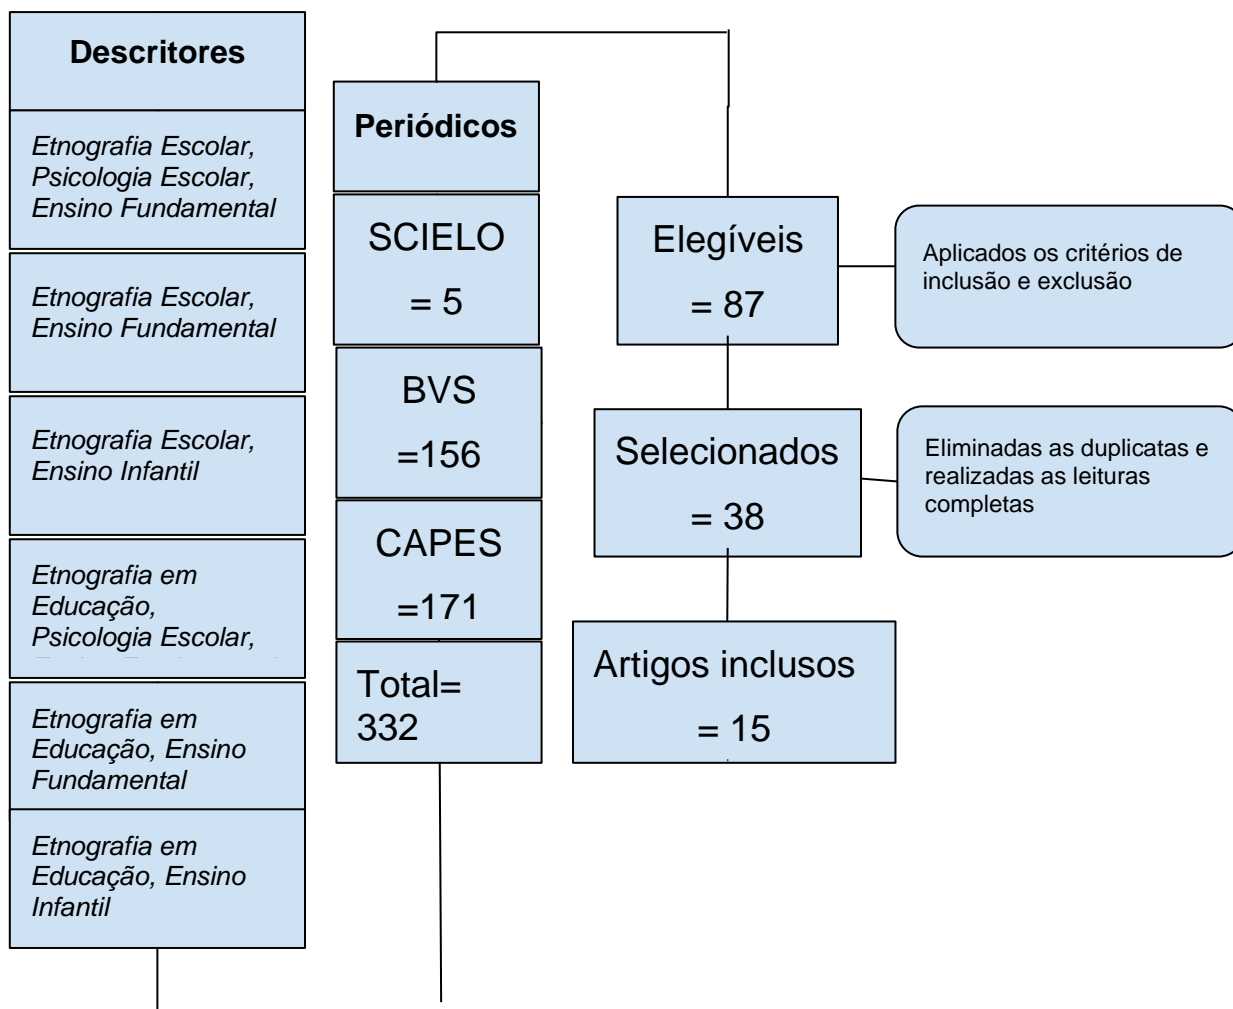 Descritores
Etnografia Escolar,
Psicologia Escolar,
Ensino Fundamental
Etnografia Escolar,
Ensino Fundamental
Etnografia Escolar,
Ensino Infantil
Etnografia em
Educação,
Psicologia Escolar,
Etnografia em
Educação, Ensino
Fundamental
Etnografia em
Educação, Ensino
Infantil
Periódicos
SCIELO
= 5
BVS
=156
CAPES
=171
Total=
332
Elegíveis
= 87
Aplicados os critérios de
inclusão e exclusão
Selecionados
= 38
Eliminadas as duplicatas e
realizadas as leituras
completas
Artigos inclusos
= 15